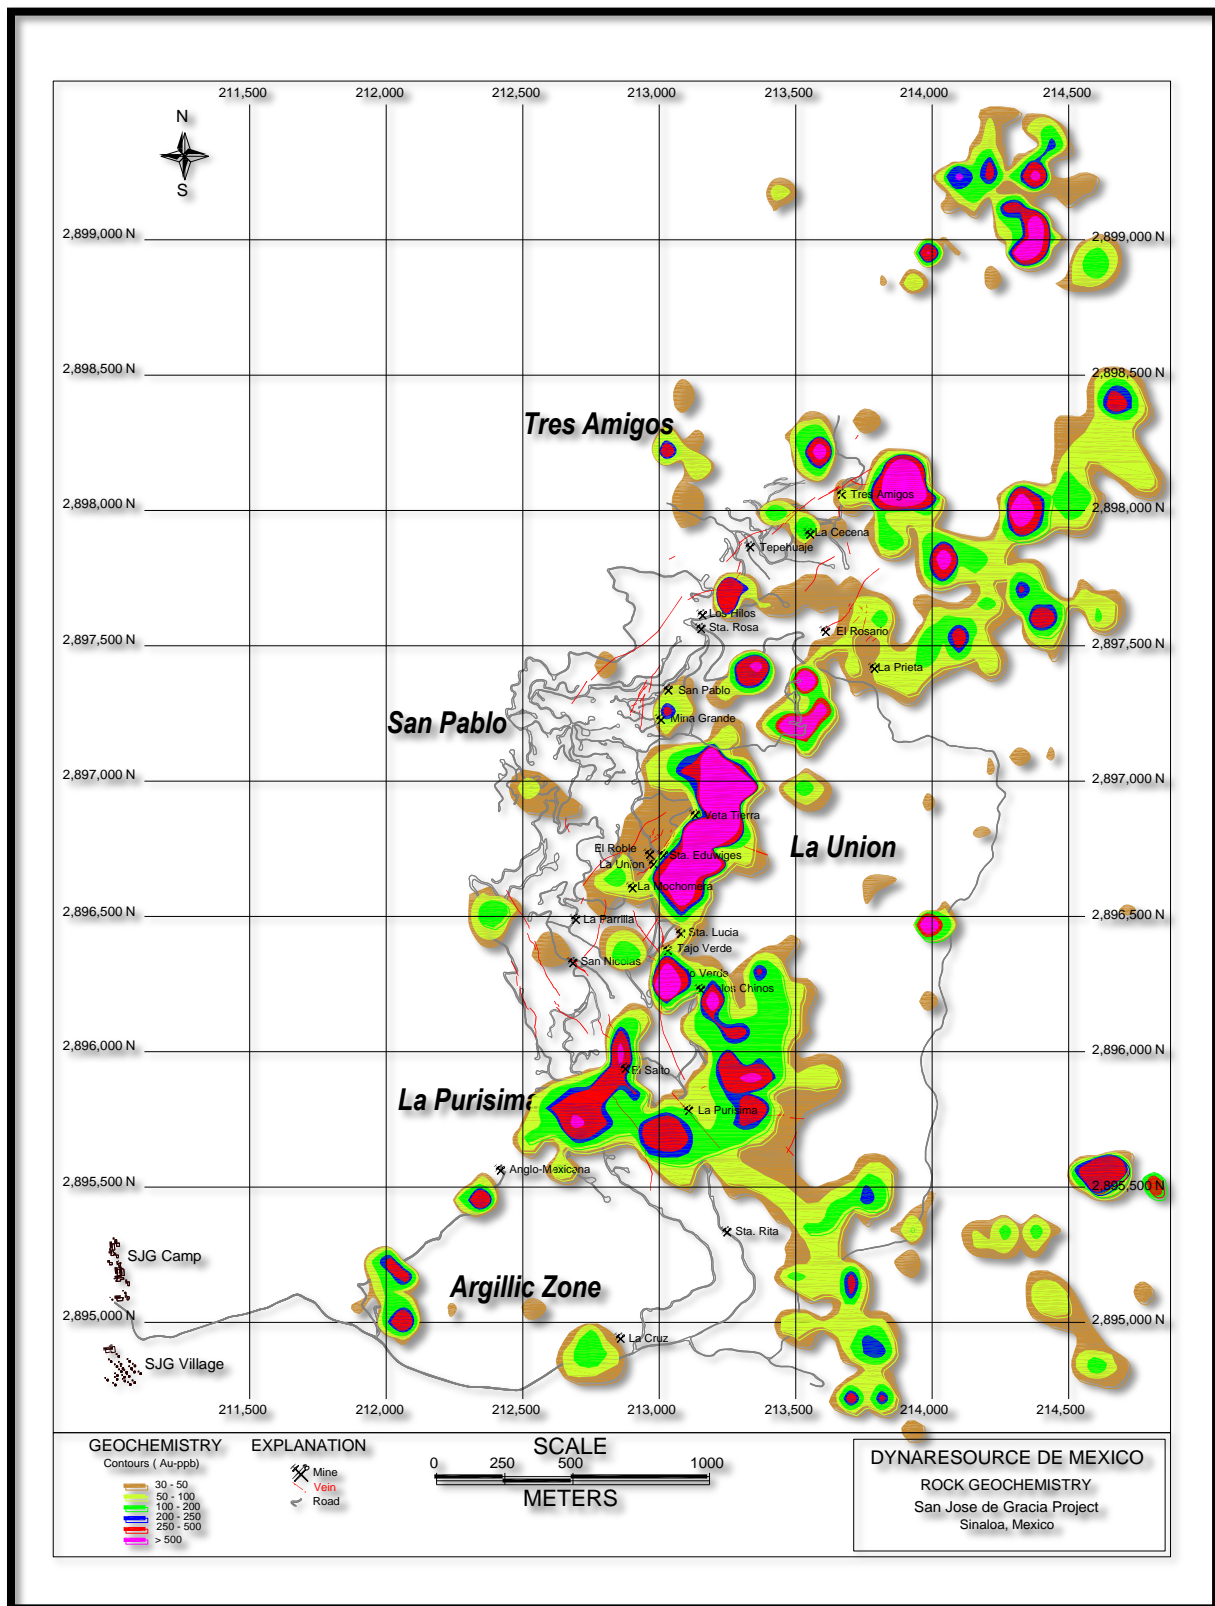 211,500 212,000 212,500 213,000 213,500 214,000 214,500
N
S
2,899,000 N 2,899,000 N
2,898,500 N 2,898,500 N
Tres Amigos
Tres Amigos
2,898,000 N 2,898,000 N
La Cecena
Tepehuaje
Los Hilos
Sta. Rosa
El Rosario
2,897,500 N 2,897,500 N
La Prieta
San Pablo
San Pablo
Mina Grande
2,897,000 N 2,897,000 N
Veta Tierra
La Union
El Roble
Sta. Eduwiges
La Union
La Mochomera
2,896,500 N 2,896,500 N
La Parrilla
Sta. Lucia
Tajo Verde
San Nicolas
Verde
Chinos
2,896,000 N 2,896,000 N
El Salto
La Purisima
La Purisima
Anglo-Mexicana
2,895,500 N 2,895,500 N
Sta. Rita
SJG Camp
Argillic Zone
2,895,000 N 2,895,000 N
La Cruz
SJG Village
211,500 212,000 212,500 213,000 213,500 214,000 214,500
GEOCHEMISTRY
Contours ( Au-ppb)
30 - 50
50 - 100
100 - 200
200 - 250
250 - 500
> 500
EXPLANATION
Mine
Vein
Road
SCALE
0 250 500 1000
METERS
DYNARESOURCE DE MEXICO
ROCK GEOCHEMISTRY
San Jose de Gracia Project
Sinaloa, Mexico